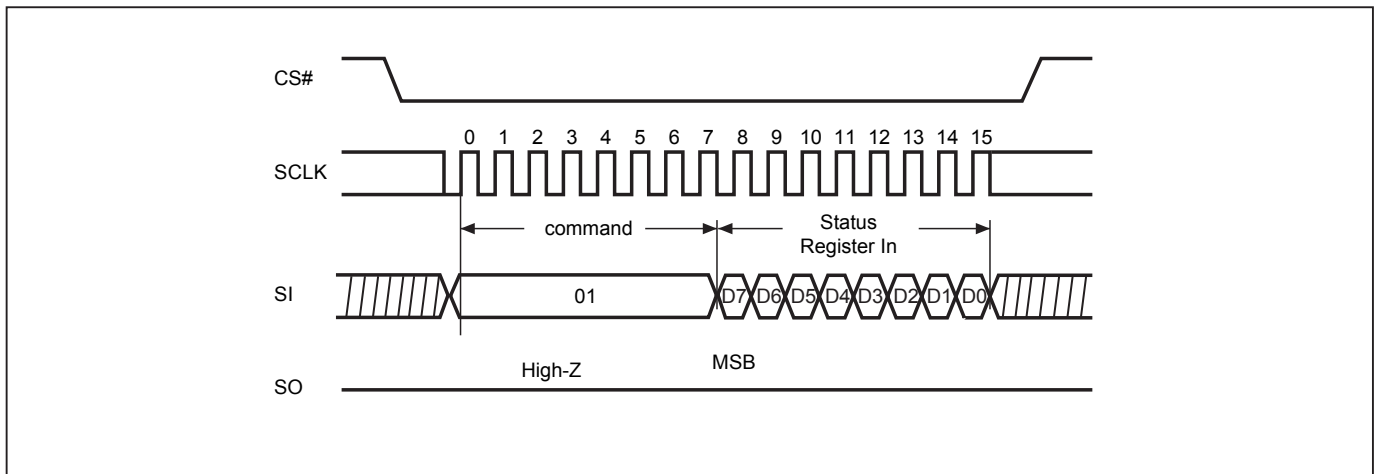 CS#
0 1 2 3 4 5 6 7 8 9 10 11 12 13 14 15
SCLK
command
Status
Register In
SI
01
D7 D6 D5 D4 D3 D2 D1 D0
High-Z
MSB
SO